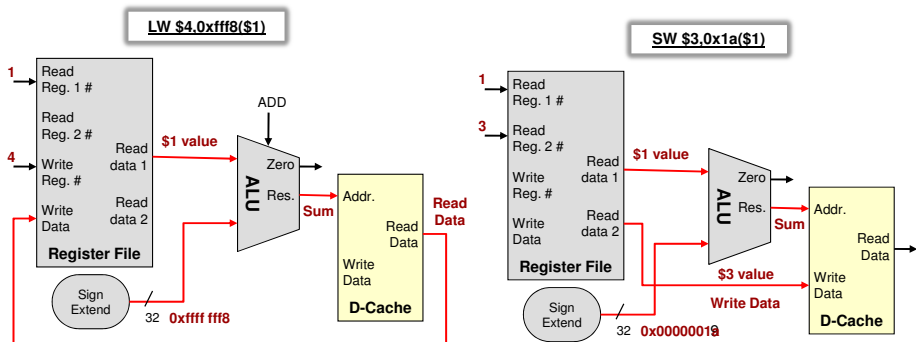 LW $4,0xfff8($1)
1
Read
Reg. 1 #
Read
Reg. 2 #
4
Write
Reg. #
Write
Data
Read
data 1
Read
data 2
Register File
$1 value
ADD
Zero
Res.
ALU
Sum
Addr.
Read
Data
Write
Data
D-Cache
Read
Data
Sign
Extend
32
0xffff fff8
SW $3,0x1a($1)
1
Read
Reg. 1 #
3
Read
Reg. 2 #
Write
Reg. #
Write
Data
Read
data 1
Read
data 2
Register File
$1 value
Zero
Res.
ALU
Sum
Addr.
Read
Data
Write
Data
D-Cache
$3 value
Write Data
Sign
Extend
32
0x0000001a